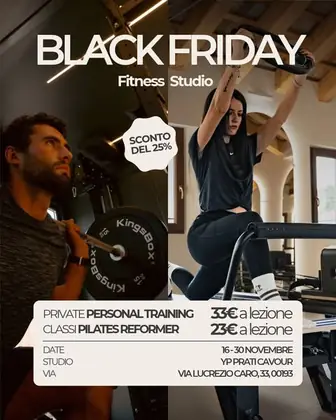 BLACK FRIDAY
Fitness Studio
SCONTO
DEL 25%
KingsBox
KingsBox
PRIVATE PERSONAL TRAINING 33€ a lezione
CLASSI PILATES REFORMER 23€ a lezione
DATE 16 - 30 NOVEMBRE
STUDIO YP PRATI CAVOUR
VIA VIA LUCREZIO CARO, 33, 00193